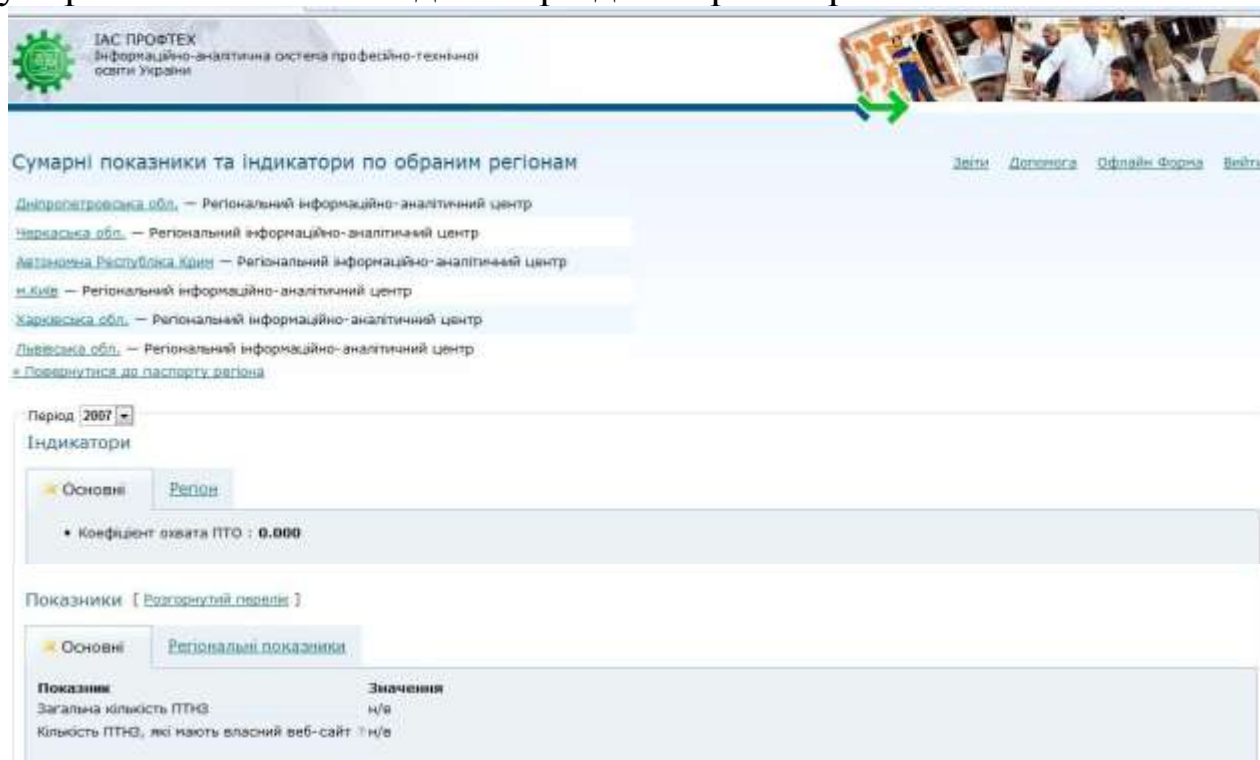 ІАС ПРОФТЕХ
Інформаційно-аналітична система професійно-технічної
освіти України
Сумарні показники та індикатори по обраним регіонам
Звіти Допомога Офлайн Форма Вийти
Дніпропетровська обл. — Регіональний інформаційно-аналітичний центр
Черкаська обл. — Регіональний інформаційно-аналітичний центр
Автономна Республіка Крим — Регіональний інформаційно-аналітичний центр
м.Київ — Регіональний інформаційно-аналітичний центр
Харківська обл. — Регіональний інформаційно-аналітичний центр
Львівська обл. — Регіональний інформаційно-аналітичний центр
« Повернутися до паспорту регіона
Період 2007
Індикатори
Основні Регіон
• Коефіцієнт охвата ПТО : 0.000
Показники [ Розгорнутий перелік ]
Основні Регіональні показники
Показник Значення
Загальна кількість ПТНЗ н/в
Кількість ПТНЗ, які мають власний веб-сайт ? н/в